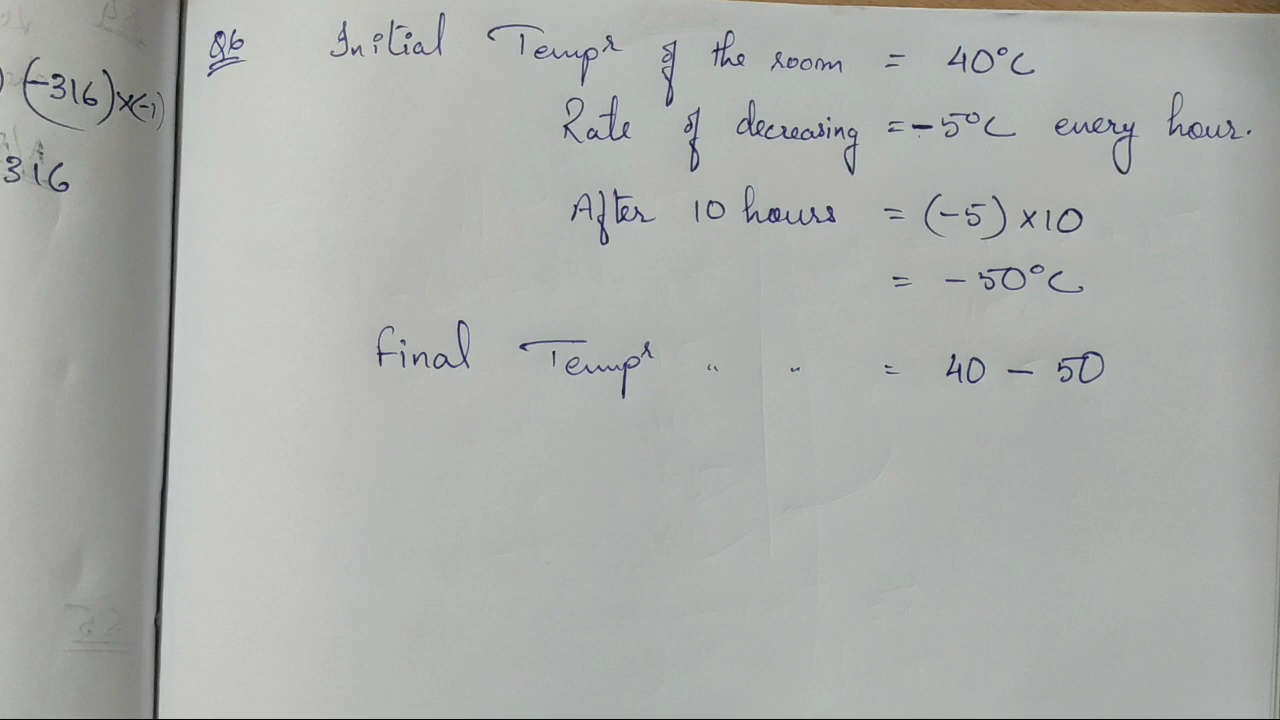 (-316)×(-1)
316
Q6 Initial Tempr of the room = 40°C
Rate of decreasing = -5°C every hour.
After 10 hours = (-5) ×10
= -50°C
Final Tempr " " = 40 - 50